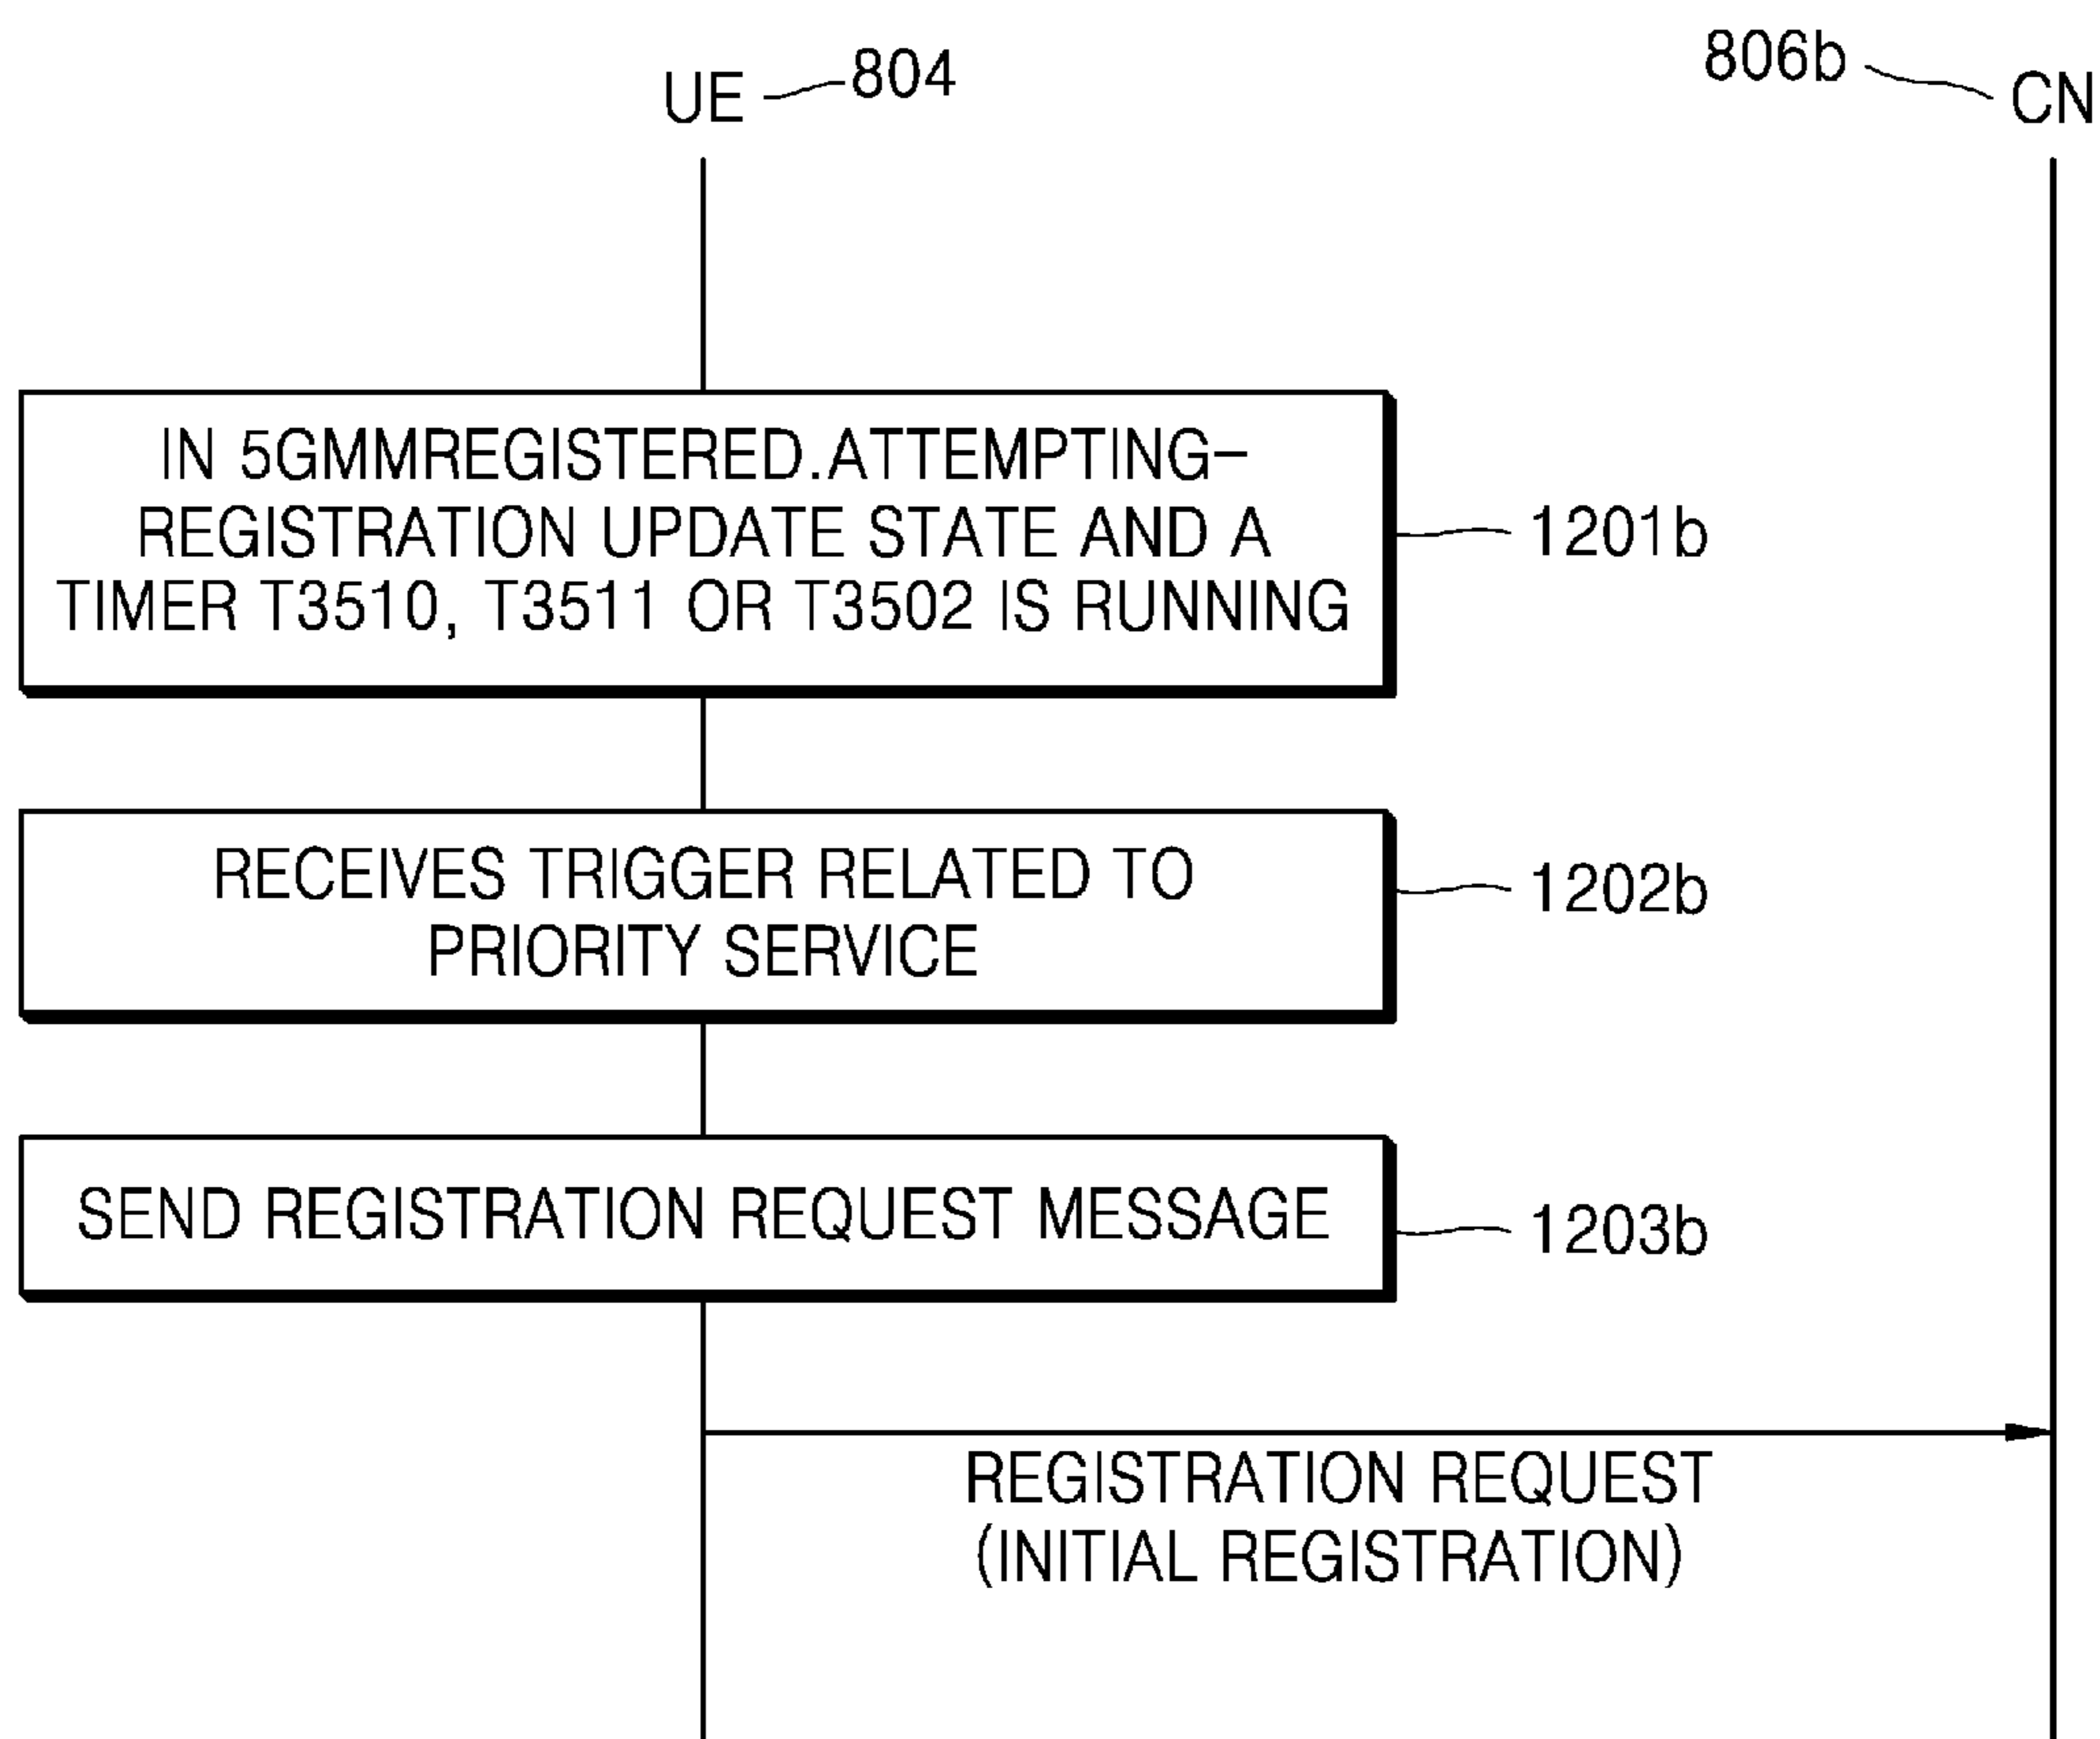 UE 804
806b CN
IN 5GMMREGISTERED.ATTEMPTING-
REGISTRATION UPDATE STATE AND A
TIMER T3510, T3511 OR T3502 IS RUNNING
1201b
RECEIVES TRIGGER RELATED TO
PRIORITY SERVICE
1202b
SEND REGISTRATION REQUEST MESSAGE
1203b
REGISTRATION REQUEST
(INITIAL REGISTRATION)